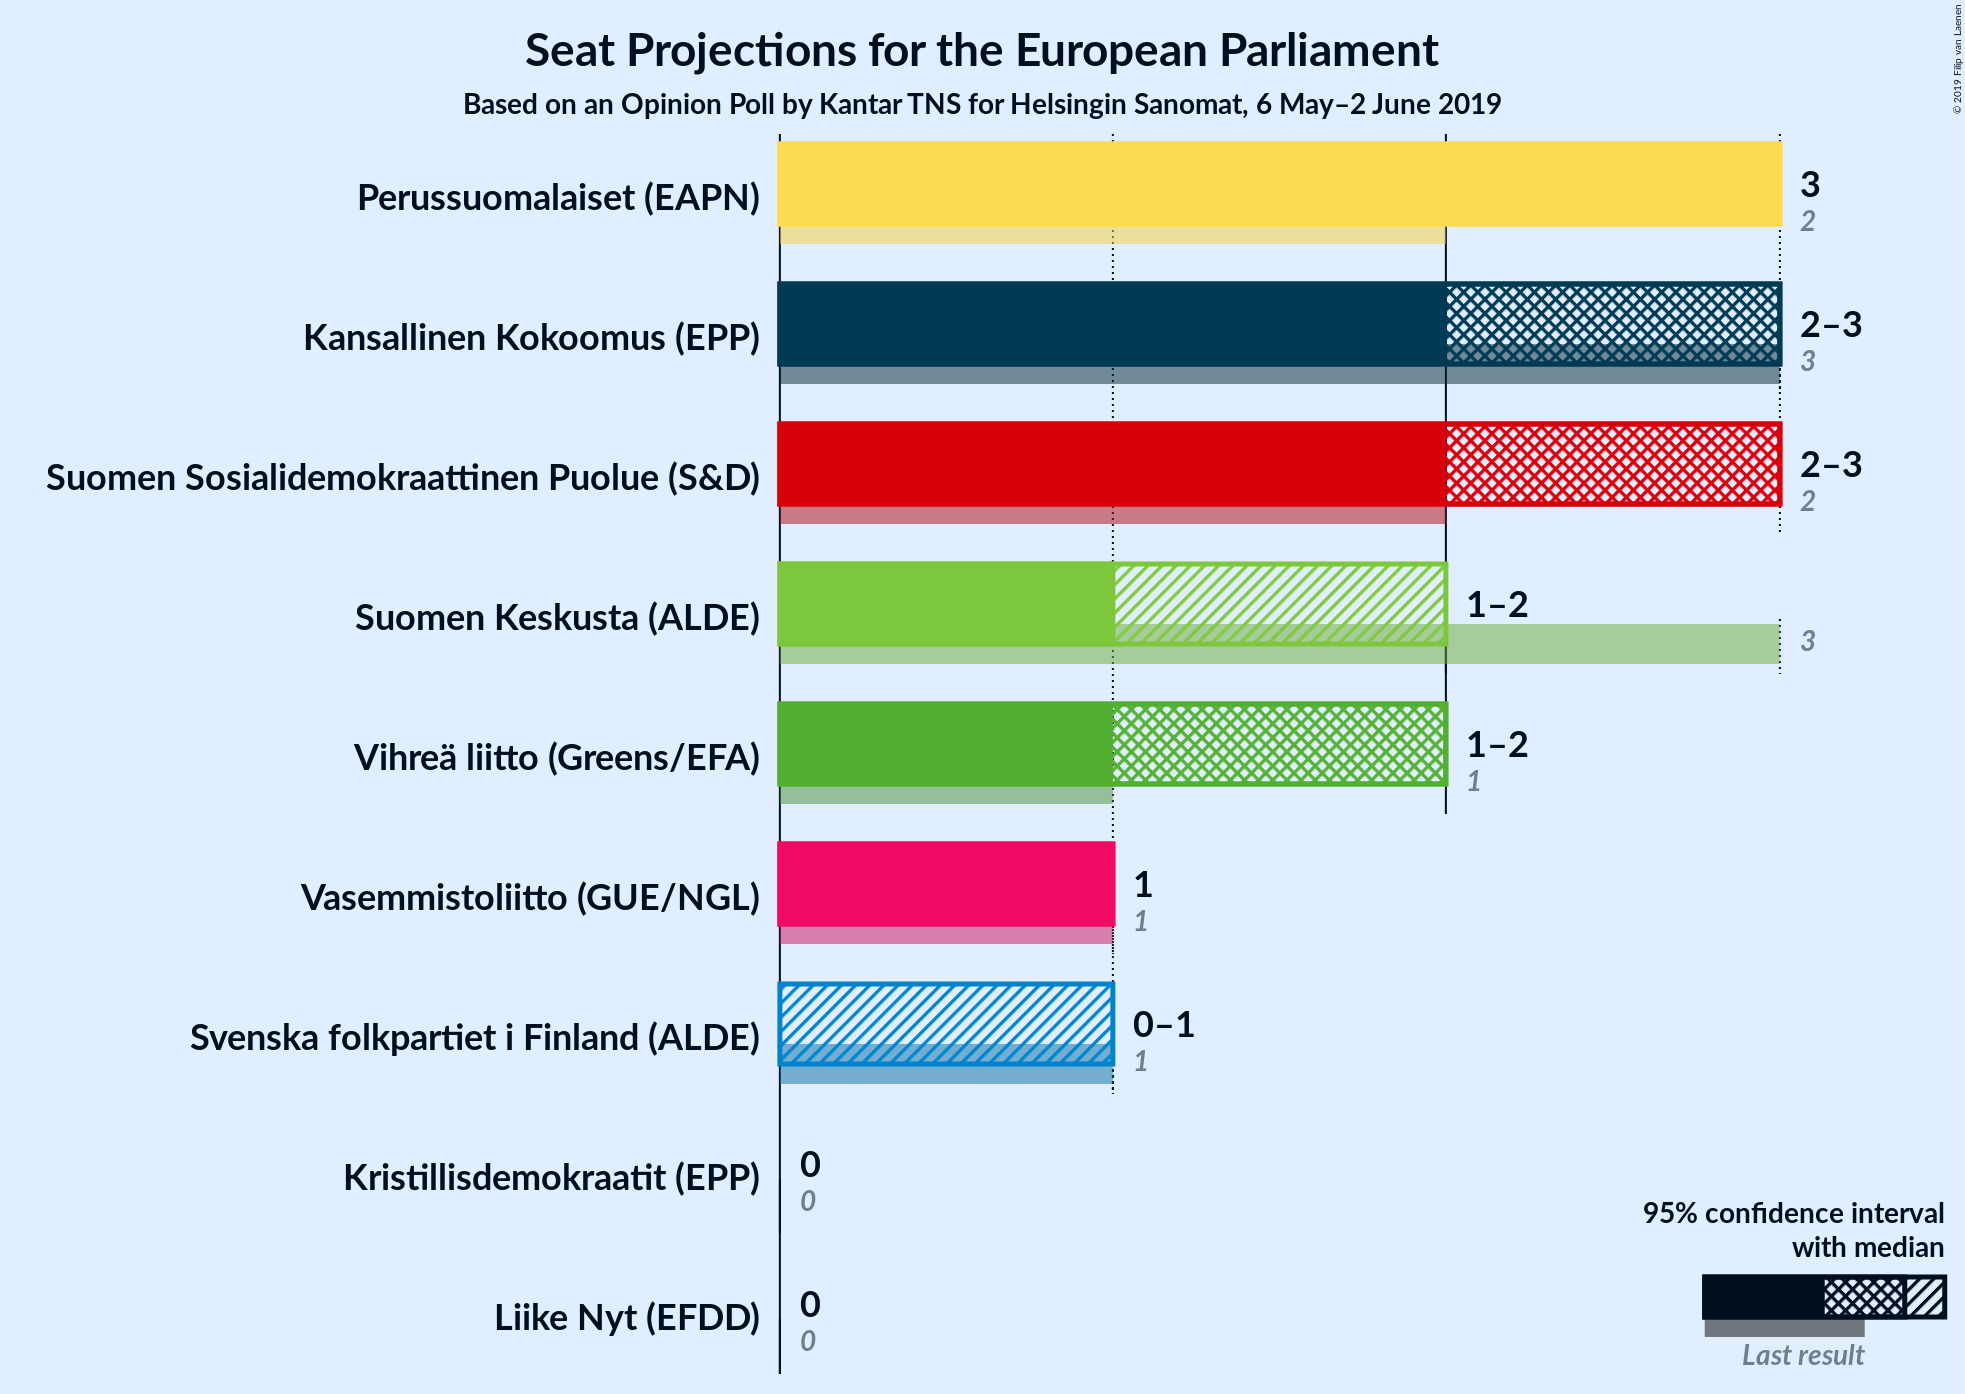 Seat Projections for the European Parliament
Based on an Opinion Poll by Kantar TNS for Helsingin Sanomat, 6 May–2 June 2019
© 2019 Filip van Laenen
Perussuomalaiset (EAPN)
3
2
Kansallinen Kokoomus (EPP)
2–3
3
Suomen Sosialidemokraattinen Puolue (S&D)
2–3
2
Suomen Keskusta (ALDE)
1–2
3
Vihreä liitto (Greens/EFA)
1–2
1
Vasemmistoliitto (GUE/NGL)
1
1
Svenska folkpartiet i Finland (ALDE)
0–1
1
Kristillisdemokraatit (EPP)
0
0
Liike Nyt (EFDD)
0
0
95% confidence interval
with median
Last result